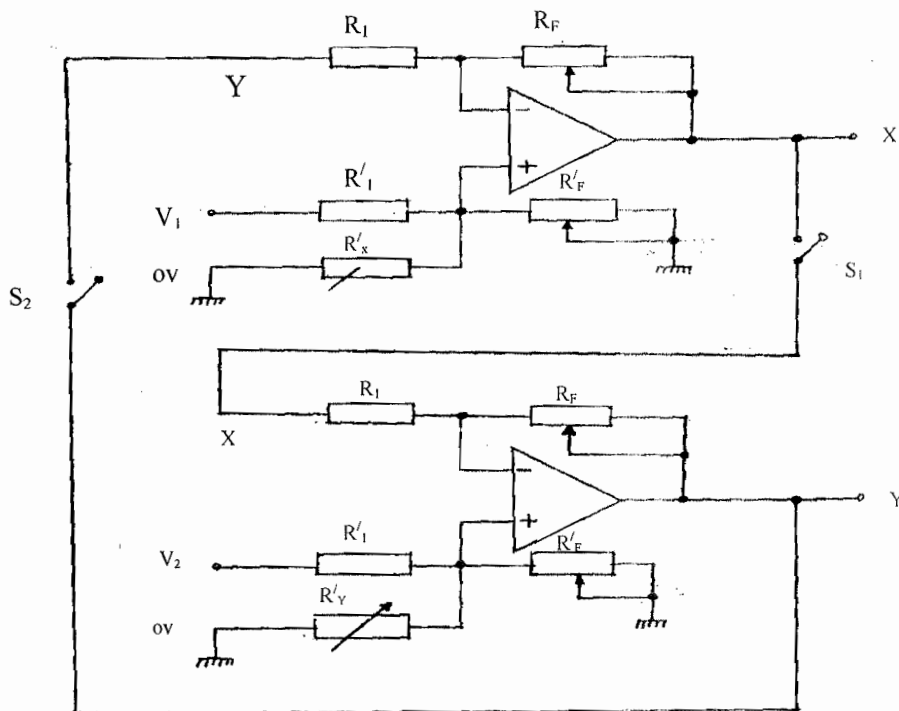 R1 RF
Y
X
R'1 R'F
V1
R'x
ov
S2 S1
R1 RF
X
Y
R'1 R'F
V2
R'Y
ov